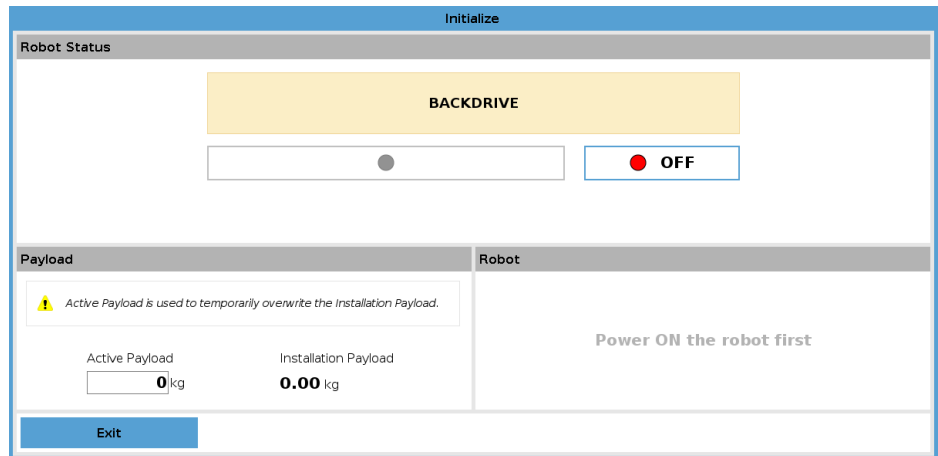 Initialize
Robot Status
BACKDRIVE
OFF
Payload
Robot
Active Payload is used to temporarily overwrite the Installation Payload.
Power ON the robot first
Active Payload
Installation Payload
0 kg
0.00 kg
Exit